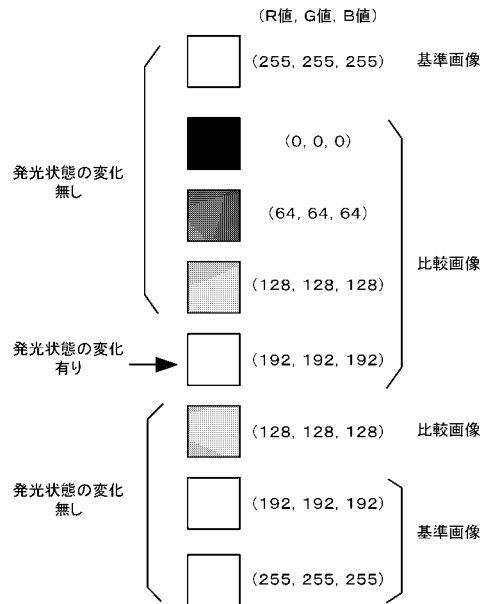 (R値, G値, B値)
(255, 255, 255) 基準画像
(0, 0, 0)
発光状態の変化
無し
(64, 64, 64)
比較画像
(128, 128, 128)
発光状態の変化
有り
(192, 192, 192)
(128, 128, 128) 比較画像
発光状態の変化
無し
(192, 192, 192)
基準画像
(255, 255, 255)